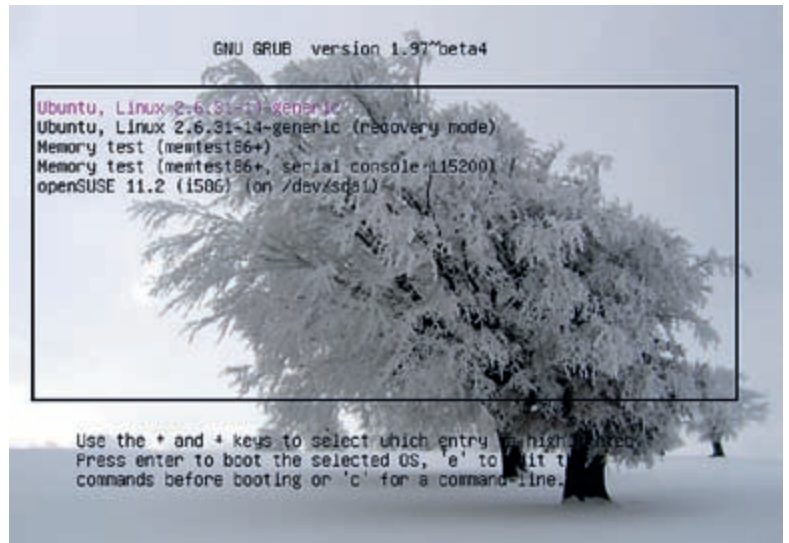 GNU GRUB version 1.97~beta4
Ubuntu, Linux 2.6.31-14-generic
Ubuntu, Linux 2.6.31-14-generic (recovery mode)
Memory test (memtest86+)
Memory test (memtest86+, serial console 115200)
openSUSE 11.2 (i586) (on /dev/sda1)
Use the and keys to select which entry is highlighted.
Press enter to boot the selected OS, 'e' to edit the
commands before booting or 'c' for a command-line.